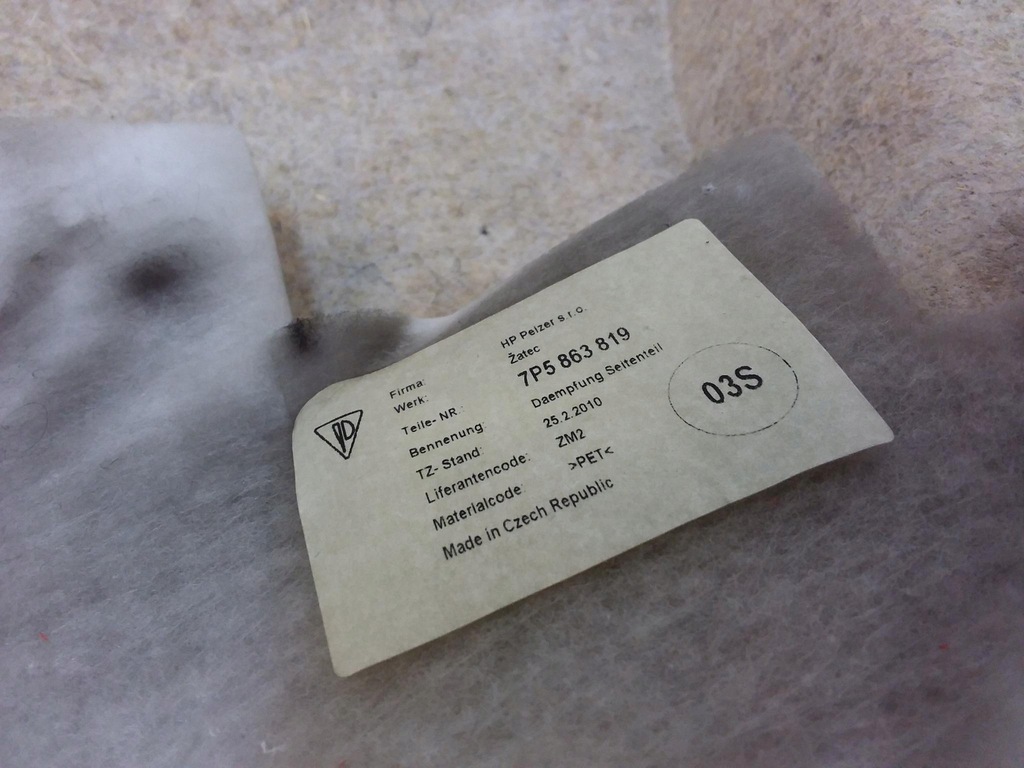 Firma: HP Pelzer s.r.o.
Werk: Žatec
Teile- NR.: 7P5 863 819
Bennenung: Daempfung Seitenteil
TZ- Stand: 25.2.2010
Liferantencode: ZM2
Materialcode: >PET<
Made in Czech Republic
03S